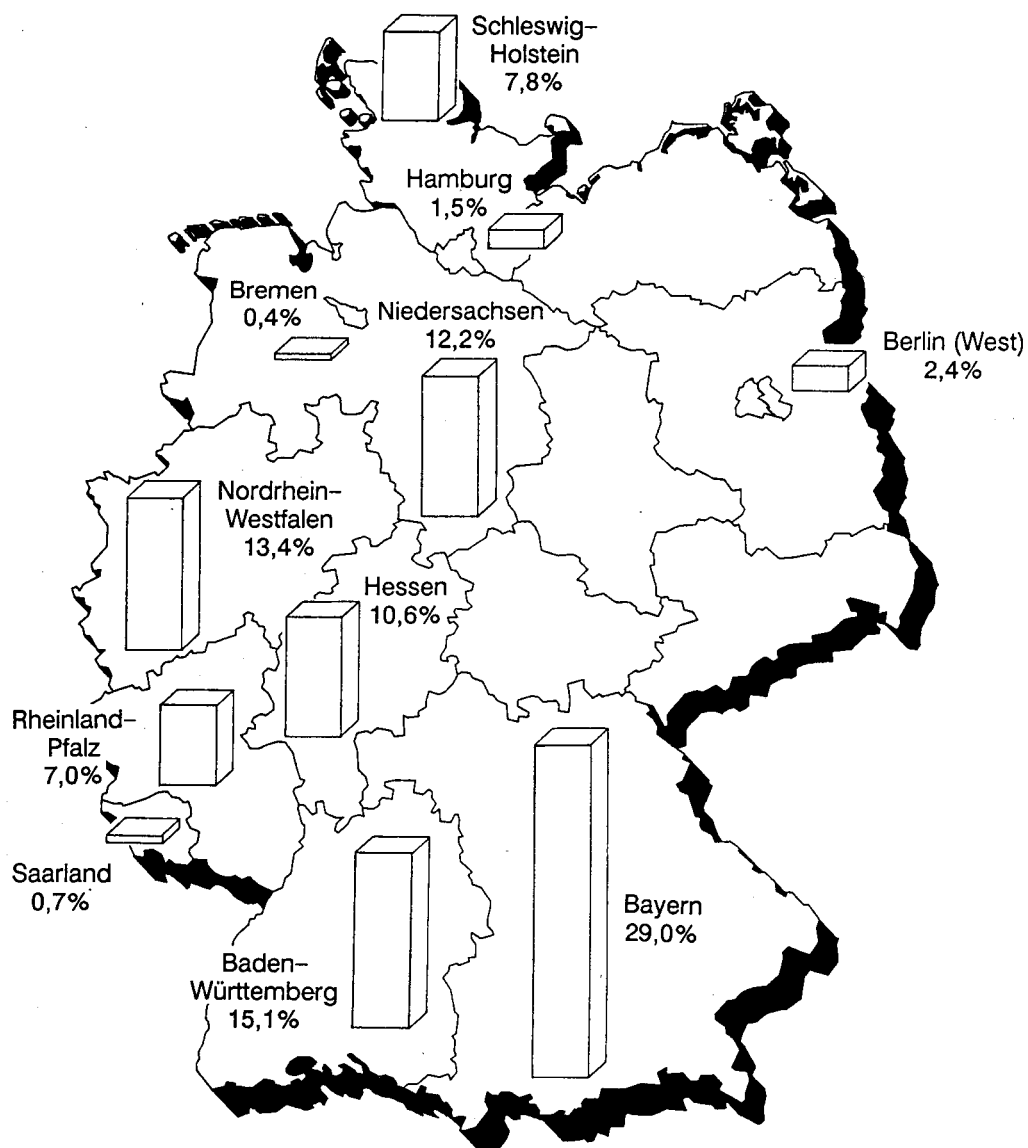 Schleswig–
Holstein
7,8%
Hamburg
1,5%
Bremen
0,4%
Niedersachsen
12,2%
Berlin (West)
2,4%
Nordrhein–
Westfalen
13,4%
Hessen
10,6%
Rheinland–
Pfalz
7,0%
Saarland
0,7%
Bayern
29,0%
Baden–
Württemberg
15,1%